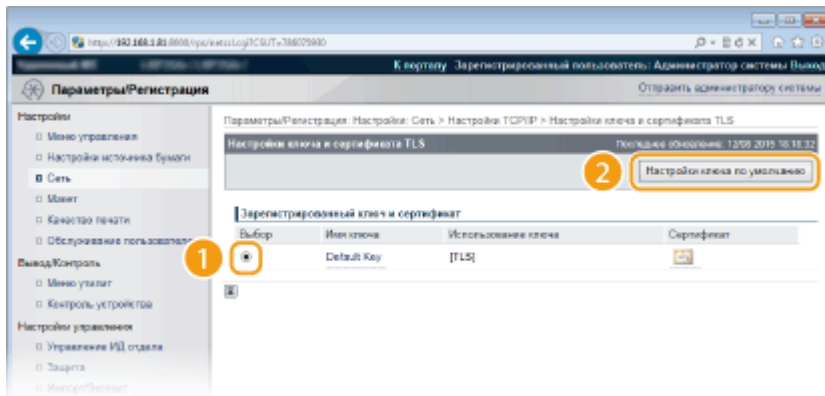 К порталу Зарегистрированный пользователь: Администратор системы Выход
Параметры/Регистрация
Отправить администратору системы
Настройки
Параметры/Регистрация: Настройки: Сеть > Настройки TCP/IP > Настройки ключа и сертификата TLS
Меню управления
Настройки ключа и сертификата TLS
Последнее обновление: 12/08 2015 18:18:32
Настройки источника бумаги
2
Настройки ключа по умолчанию
Сеть
Макет
Качество печати
Зарегистрированный ключ и сертификат
Обслуживание пользователя
Выбор Имя ключа Использование ключа Сертификат
Вывод/Контроль
1
Default Key [TLS]
Меню утилит
Контроль устройства
Настройки управления
Управление ИД отдела
Защита
Импорт/Экспорт